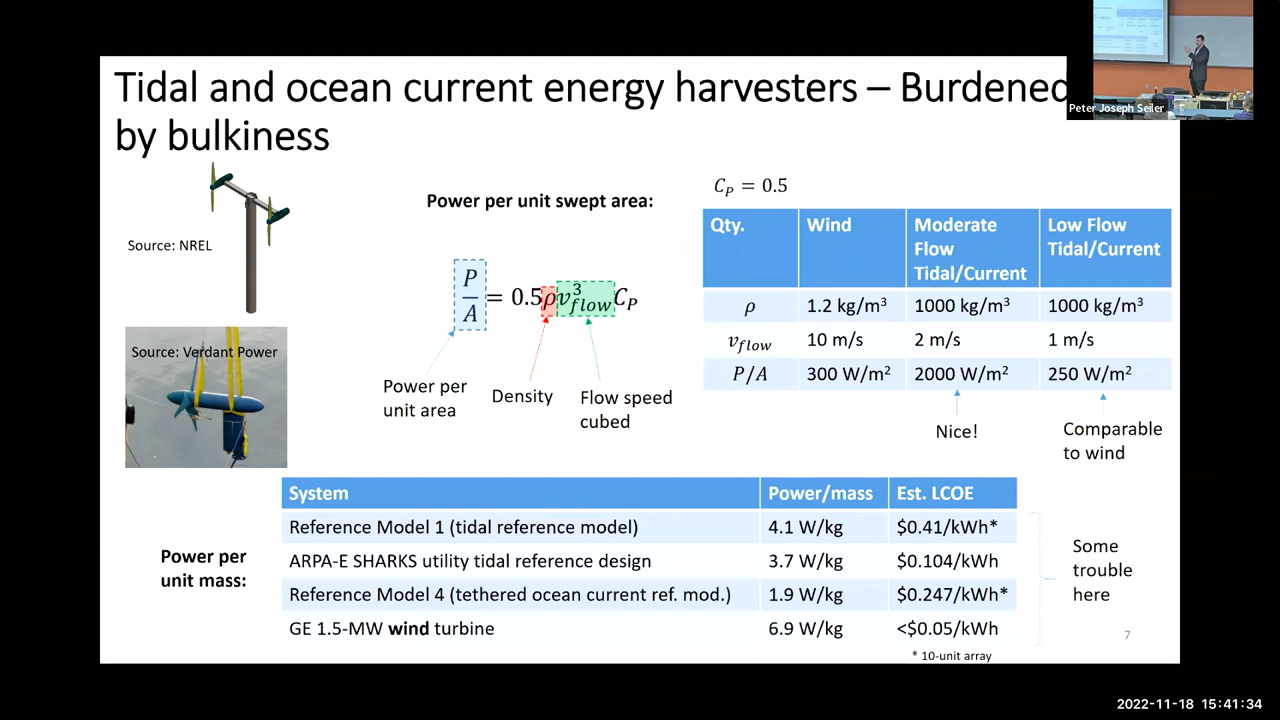 Tidal and ocean current energy harvesters – Burdened
by bulkiness
Peter Joseph Seiler
Source: NREL
Source: Verdant Power
Power per unit swept area:
P/A = 0.5ρv³_flow C_P
Power per
unit area
Density
Flow speed
cubed
C_P = 0.5
Qty. Wind Moderate Flow Tidal/Current Low Flow Tidal/Current
ρ 1.2 kg/m³ 1000 kg/m³ 1000 kg/m³
v_flow 10 m/s 2 m/s 1 m/s
P/A 300 W/m² 2000 W/m² 250 W/m²
Nice!
Comparable
to wind
Power per
unit mass:
System Power/mass Est. LCOE
Reference Model 1 (tidal reference model) 4.1 W/kg $0.41/kWh*
ARPA-E SHARKS utility tidal reference design 3.7 W/kg $0.104/kWh
Reference Model 4 (tethered ocean current ref. mod.) 1.9 W/kg $0.247/kWh*
GE 1.5-MW wind turbine 6.9 W/kg <$0.05/kWh
* 10-unit array
Some
trouble
here
7
2022-11-18 15:41:34